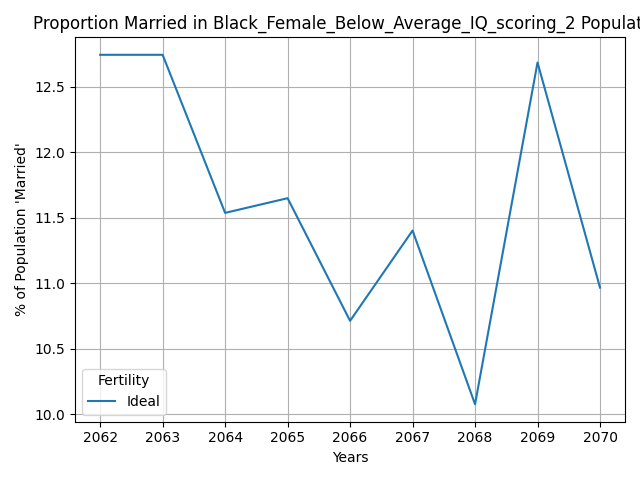 Proportion Married in Black_Female_Below_Average_IQ_scoring_2 Populat
12.5
12.0
11.5
11.0
10.5
10.0
% of Population 'Married'
Fertility
Ideal
2062 2063 2064 2065 2066 2067 2068 2069 2070
Years